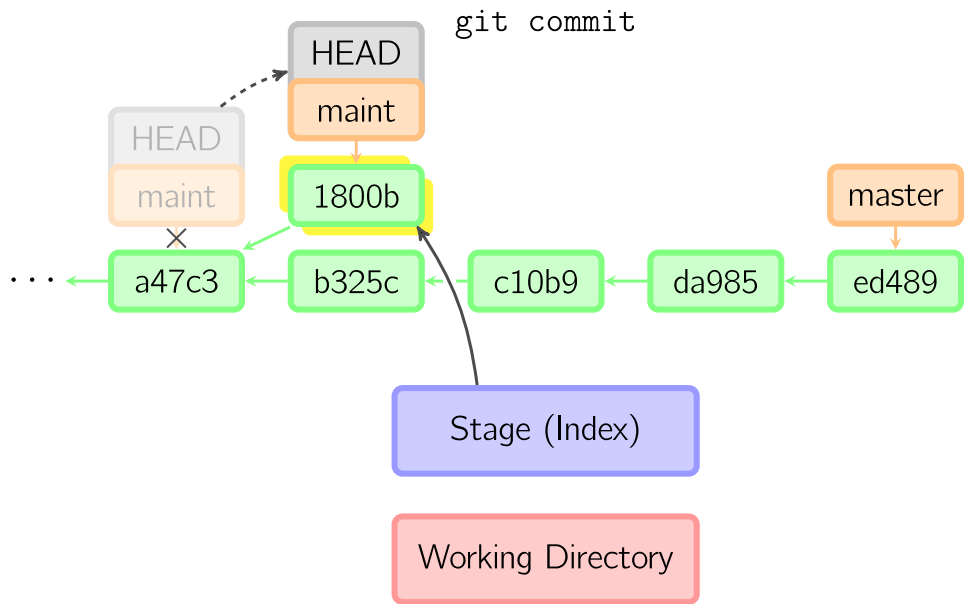 git commit
HEAD
maint
HEAD
maint
1800b
master
... a47c3 b325c c10b9 da985 ed489
Stage (Index)
Working Directory